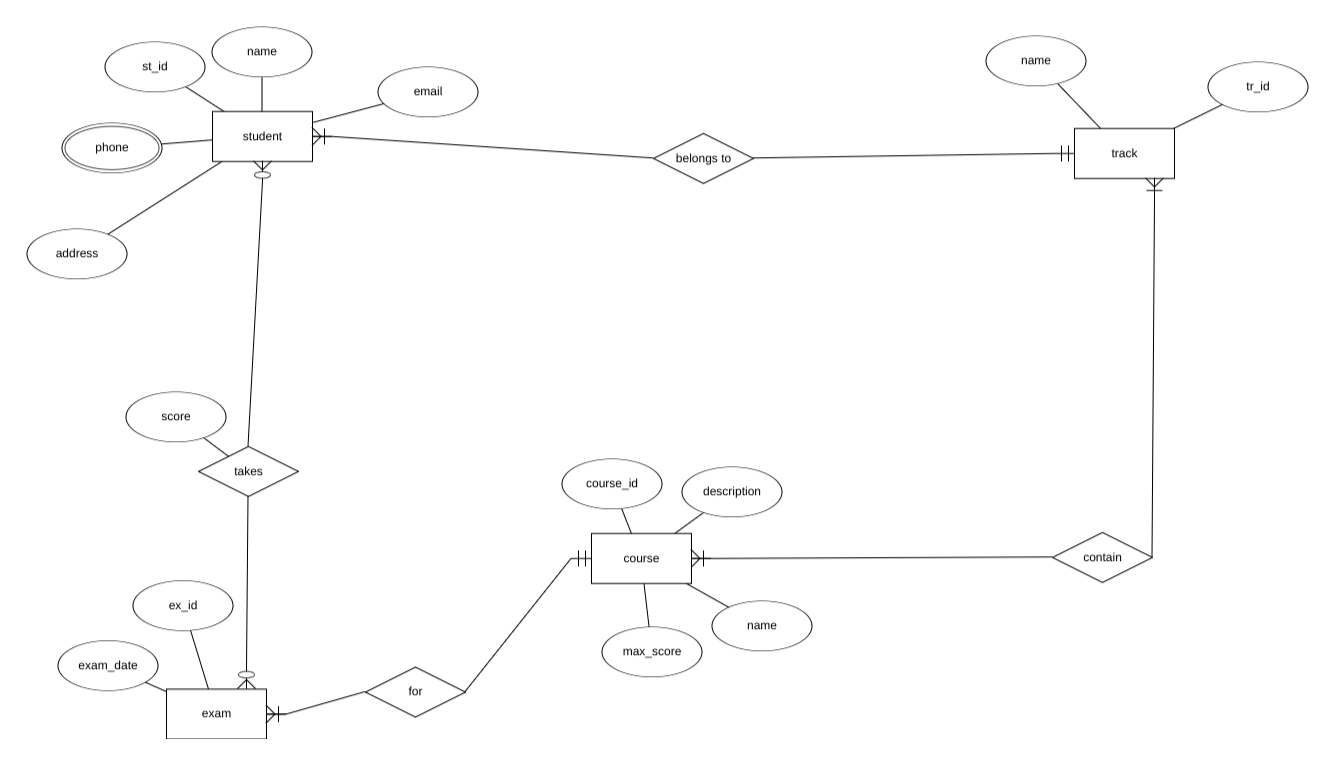 name
st_id
email
phone
student
address
belongs to
name
tr_id
track
score
takes
course_id
description
course
contain
name
max_score
ex_id
exam_date
exam
for